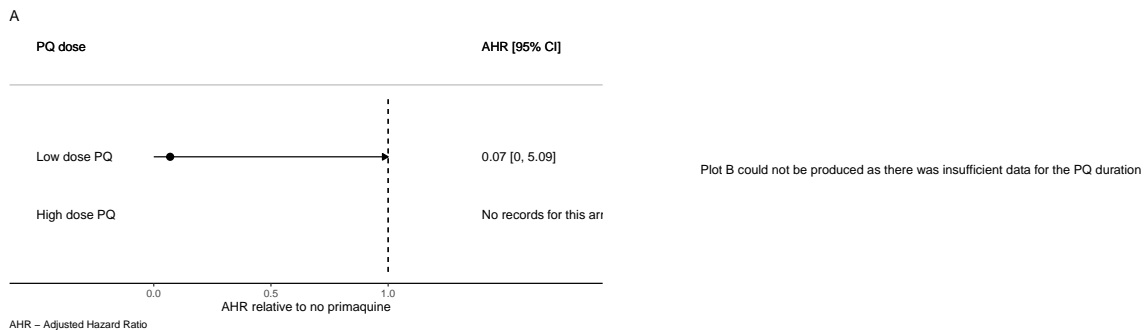 A
PQ dose AHR [95% CI]
Low dose PQ 0.07 [0, 5.09]
High dose PQ No records for this arr
Plot B could not be produced as there was insufficient data for the PQ duration
0.0 0.5 1.0
AHR relative to no primaquine
AHR – Adjusted Hazard Ratio